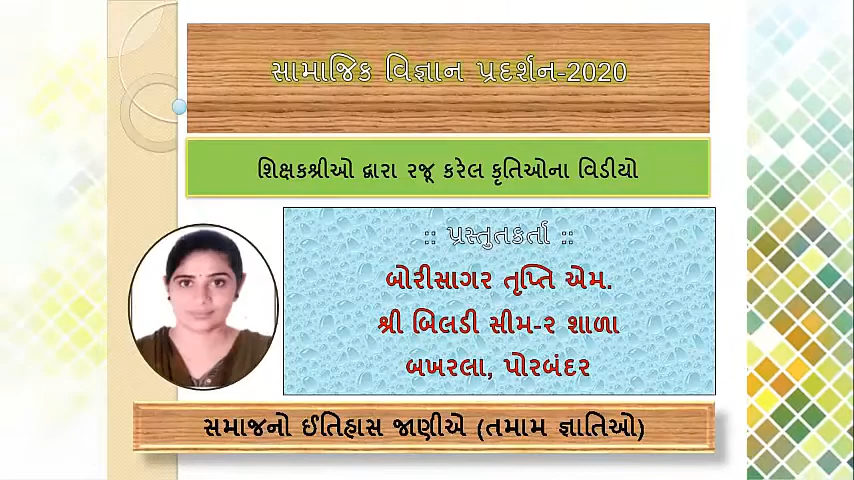 સામાજિક વિજ્ઞાન પ્રદર્શન-2020
શિક્ષકશ્રીઓ દ્વારા રજૂ કરેલ કૃતિઓના વિડીયો
:: પ્રસ્તુતકર્તા ::
બોરીસાગર તૃપ્તિ એમ.
શ્રી બિલડી સીમ-૨ શાળા
બખરલા, પોરબંદર
સમાજનો ઈતિહાસ જાણીએ (તમામ જ્ઞાતિઓ)